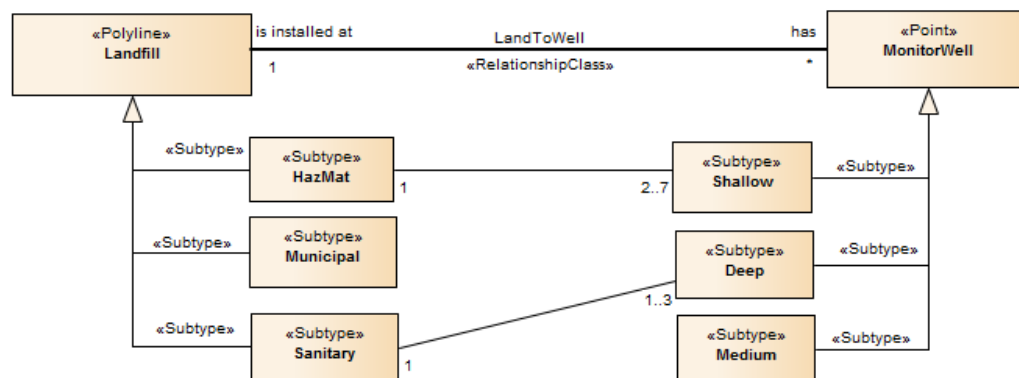 «Polyline»
Landfill
is installed at
LandToWell
has
1
«RelationshipClass»
*
«Point»
MonitorWell
«Subtype»
«Subtype»
HazMat
1
2..7
«Subtype»
Shallow
«Subtype»
«Subtype»
«Subtype»
Municipal
«Subtype»
Deep
«Subtype»
1..3
«Subtype»
«Subtype»
Sanitary
1
«Subtype»
Medium
«Subtype»